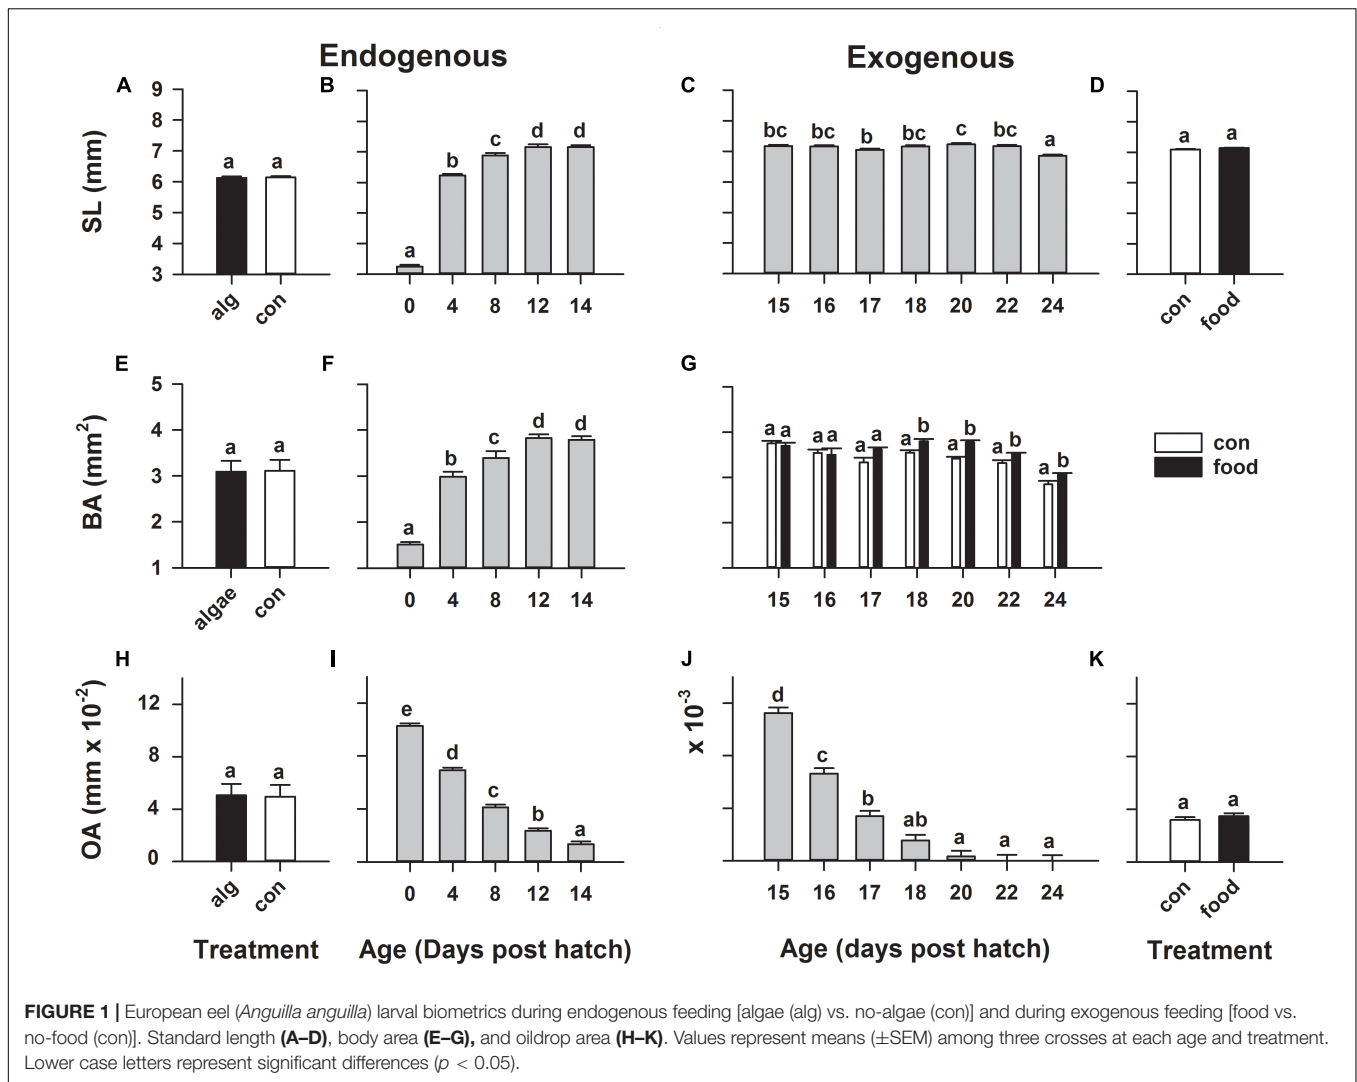 Endogenous
Exogenous
A
B
C
D
SL (mm)
9
8
7
6
5
4
3
a a
alg con
a b c d d
0 4 8 12 14
bc bc b bc c bc a
15 16 17 18 20 22 24
a a
con food
E
F
G
BA (mm²)
5
4
3
2
1
a a
algae con
a b c d d
0 4 8 12 14
a a a a a a a b a b a b a b
15 16 17 18 20 22 24
con
food
H
I
J
K
OA (mm x 10⁻²)
12
8
4
0
a a
alg con
e d c b a
0 4 8 12 14
x 10⁻³
d c b ab a a a
15 16 17 18 20 22 24
a a
con food
Treatment
Age (Days post hatch)
Age (days post hatch)
Treatment
FIGURE 1 | European eel (Anguilla anguilla) larval biometrics during endogenous feeding [algae (alg) vs. no-algae (con)] and during exogenous feeding [food vs.
no-food (con)]. Standard length (A–D), body area (E–G), and oildrop area (H–K). Values represent means (±SEM) among three crosses at each age and treatment.
Lower case letters represent significant differences (p < 0.05).